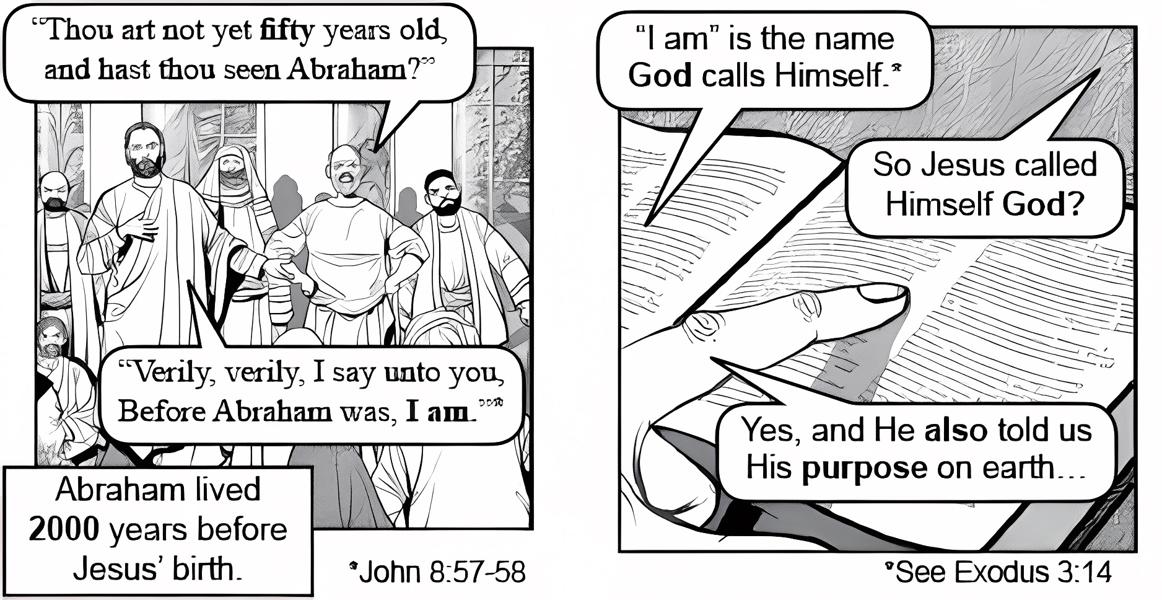 “Thou art not yet fifty years old,
and hast thou seen Abraham?”
“Verily, verily, I say unto you,
Before Abraham was, I am.”*
Abraham lived
2000 years before
Jesus’ birth.
*John 8:57-58
“I am” is the name
God calls Himself.*
So Jesus called
Himself God?
Yes, and He also told us
His purpose on earth...
*See Exodus 3:14